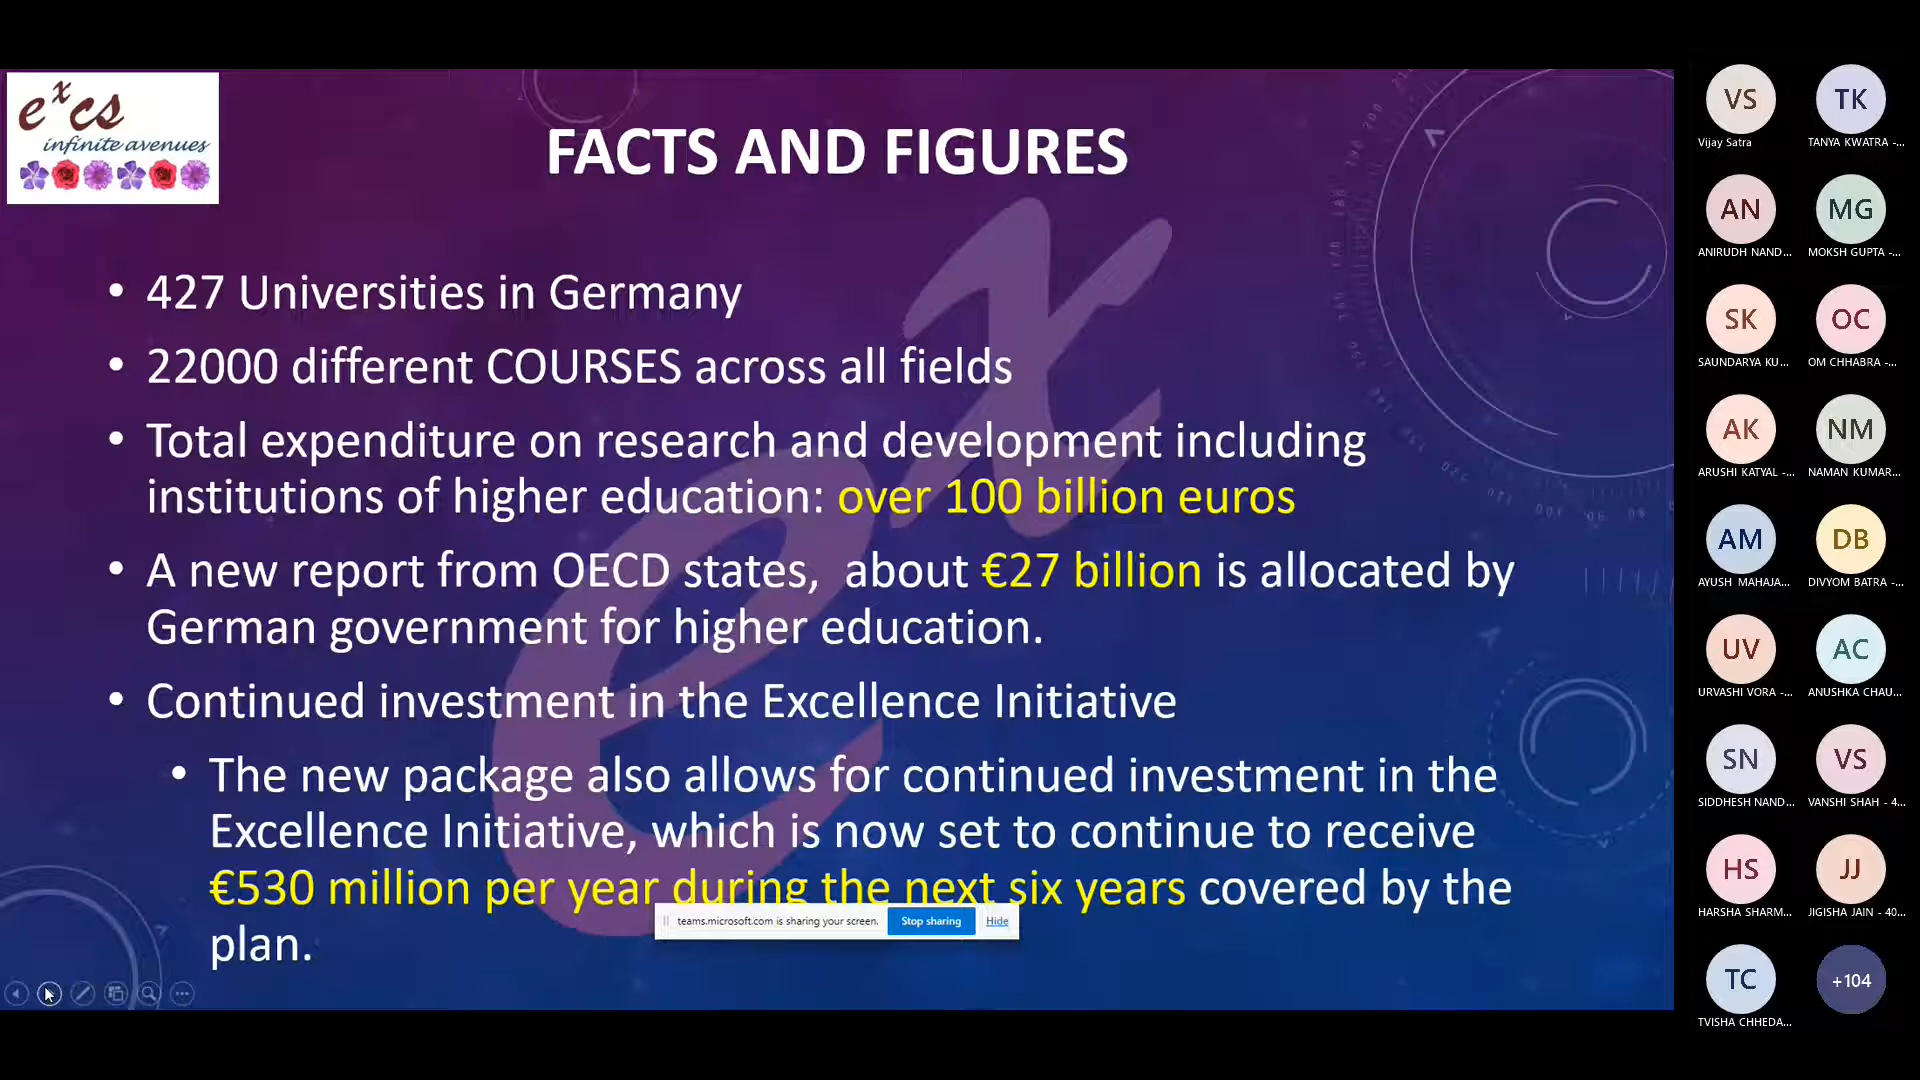 excs
infinite avenues
FACTS AND FIGURES
• 427 Universities in Germany
• 22000 different COURSES across all fields
• Total expenditure on research and development including
institutions of higher education: over 100 billion euros
• A new report from OECD states,  about €27 billion is allocated by
German government for higher education.
• Continued investment in the Excellence Initiative
• The new package also allows for continued investment in the
Excellence Initiative, which is now set to continue to receive
€530 million per year during the next six years covered by the
plan.
teams.microsoft.com is sharing your screen.
Stop sharing
Hide
VS
Vijay Satra
TK
TANYA KWATRA -...
AN
ANIRUDH NAND...
MG
MOKSH GUPTA -...
SK
SAUNDARYA KU...
OC
OM CHHABRA -...
AK
ARUSHI KATYAL -...
NM
NAMAN KUMAR...
AM
AYUSH MAHAJA...
DB
DIVYOM BATRA -...
UV
URVASHI VORA -...
AC
ANUSHKA CHAU...
SN
SIDDHESH NAND...
VS
VANSHI SHAH - 4...
HS
HARSHA SHARM...
JJ
JIGISHA JAIN - 40...
TC
TVISHA CHHEDA...
+104